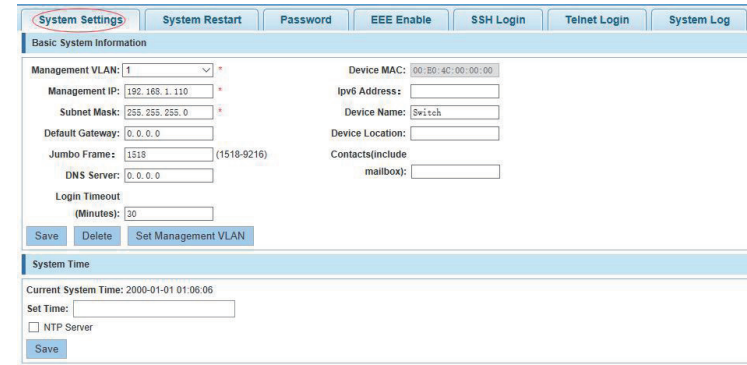 System Settings System Restart Password EEE Enable SSH Login Telnet Login System Log
Basic System Information
Management VLAN: 1 * Device MAC: 00:E0:4C:00:00:00
Management IP: 192.168.1.110 * Ipv6 Address:
Subnet Mask: 255.255.255.0 * Device Name: Switch
Default Gateway: 0.0.0.0 Device Location:
Jumbo Frame: 1518 (1518-9216) Contacts(include
DNS Server: 0.0.0.0 mailbox):
Login Timeout
(Minutes): 30
Save Delete Set Management VLAN
System Time
Current System Time: 2000-01-01 01:06:06
Set Time:
NTP Server
Save